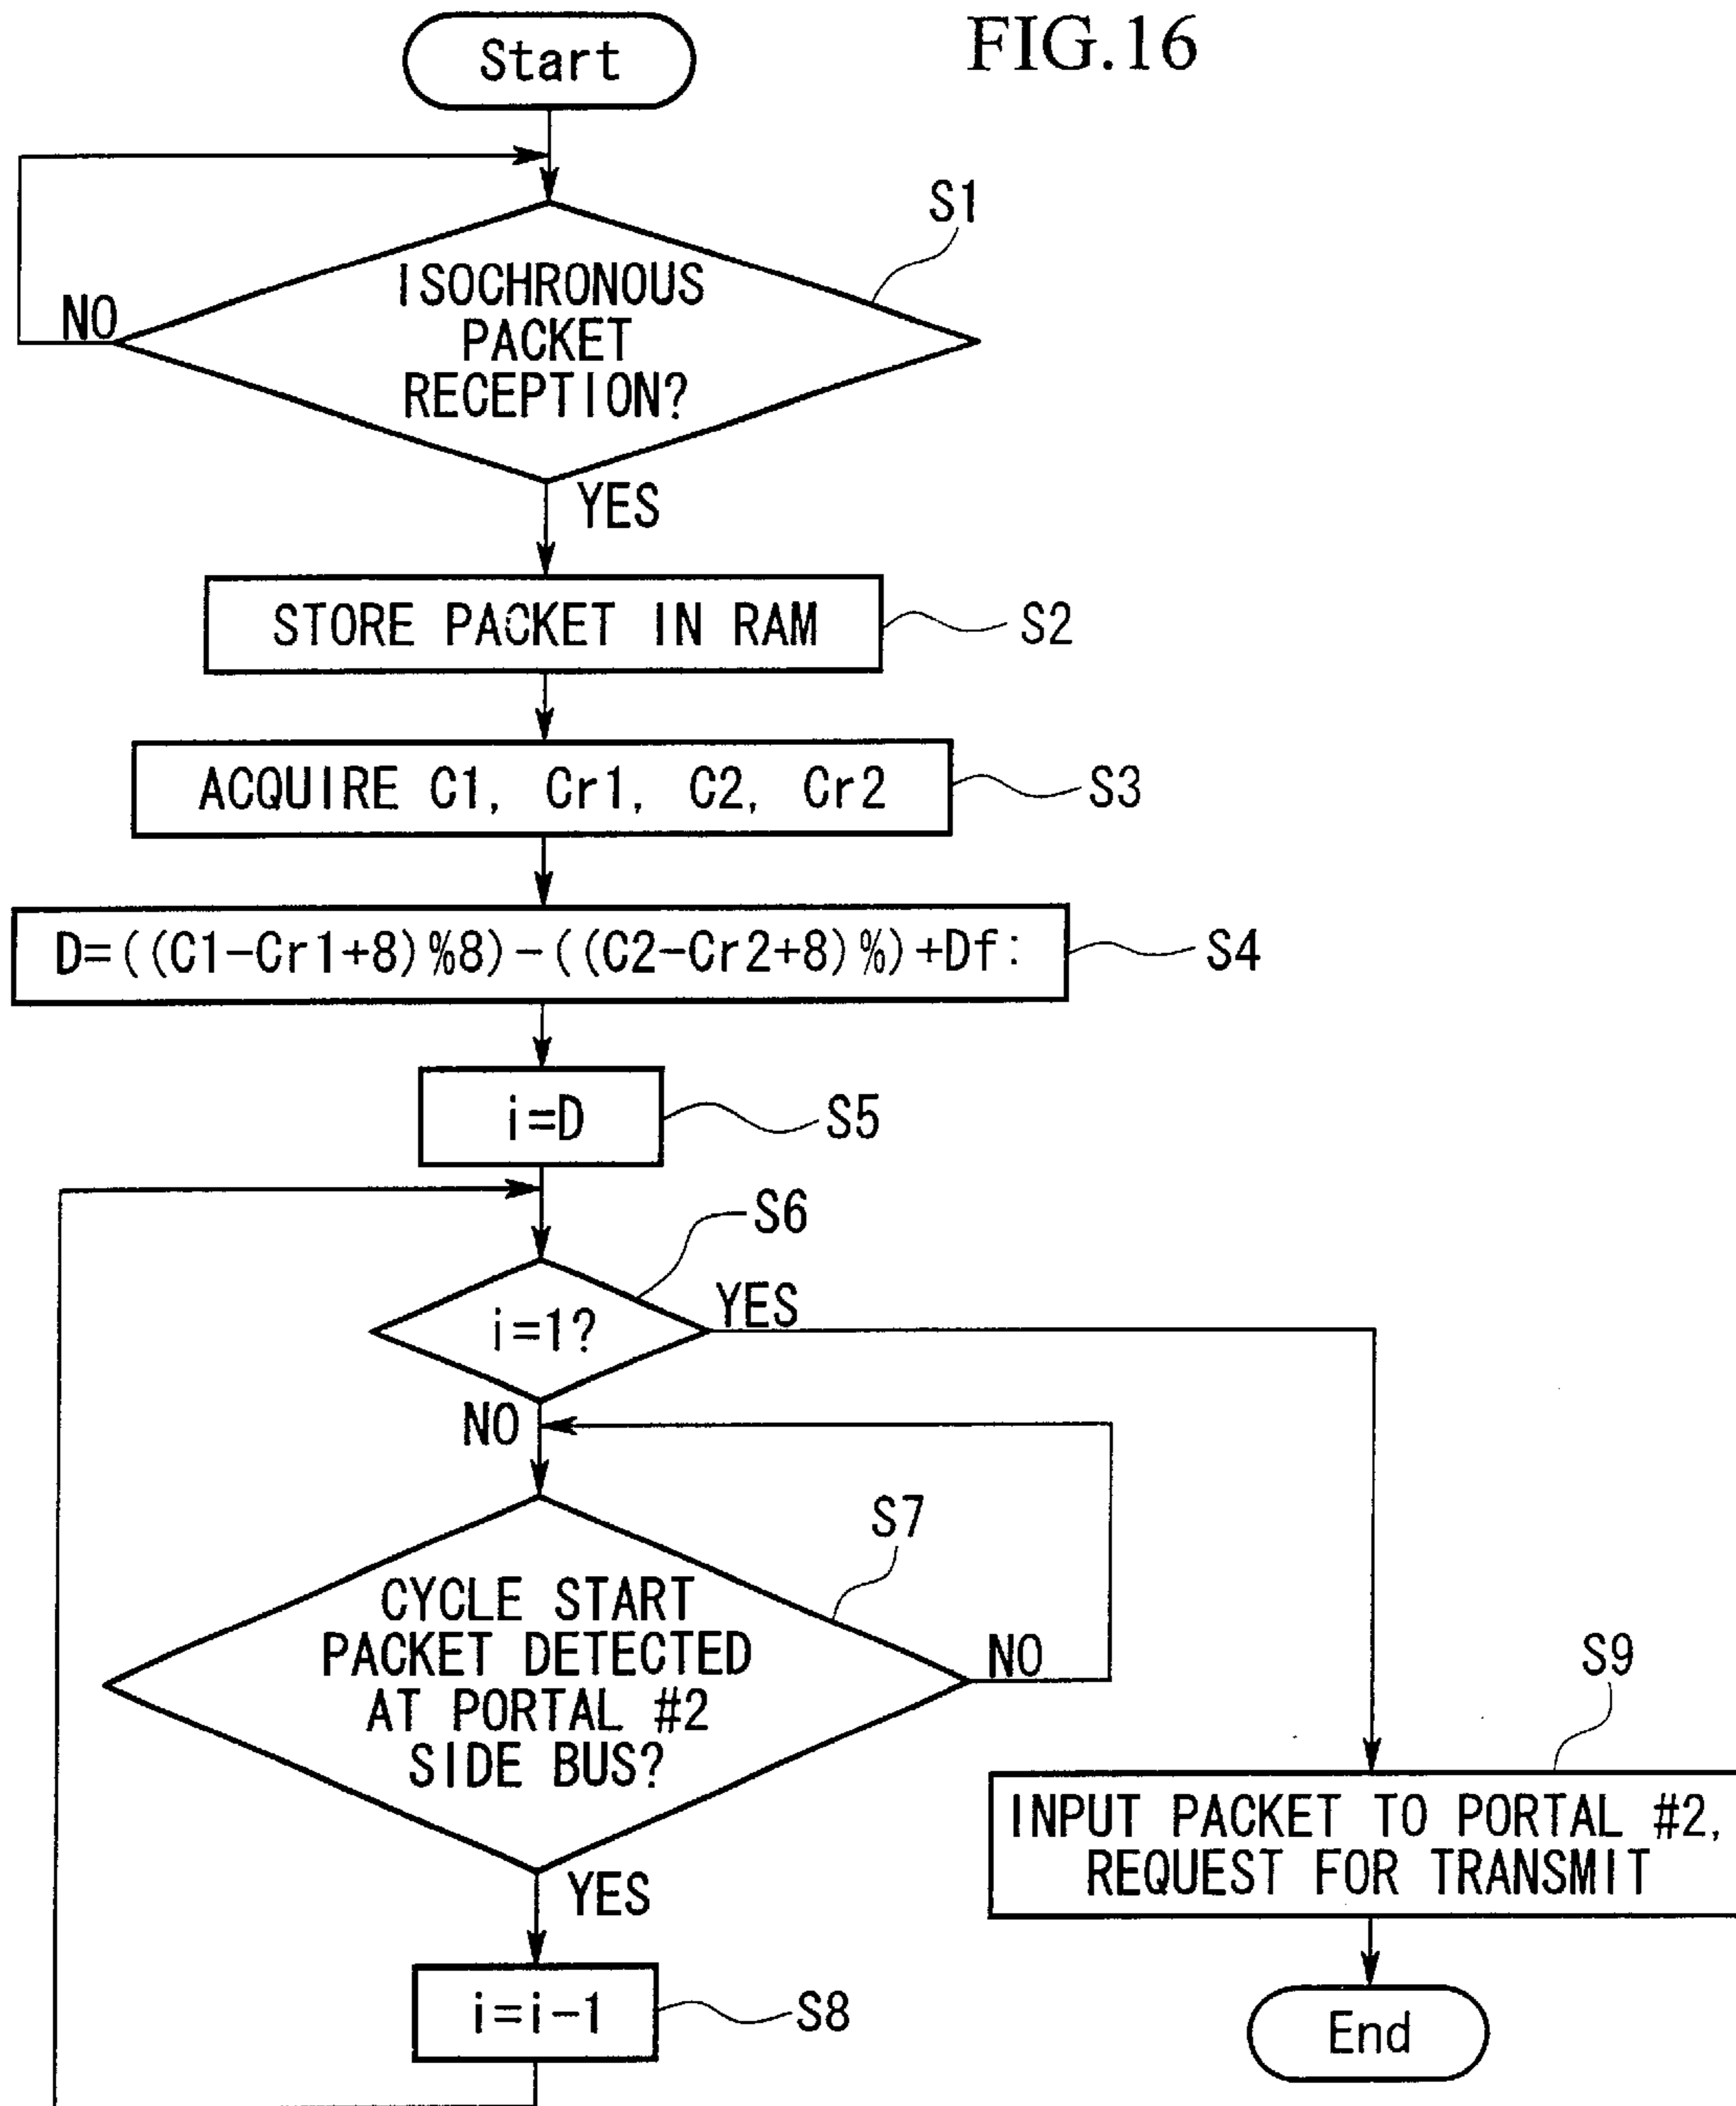 FIG.16
Start
S1
ISOCHRONOUS
PACKET
RECEPTION?
NO
YES
STORE PACKET IN RAM
S2
ACQUIRE C1, Cr1, C2, Cr2
S3
D=((C1-Cr1+8)%8)-((C2-Cr2+8)%)+Df:
S4
i=D
S5
S6
i=1?
YES
NO
S7
CYCLE START
PACKET DETECTED
AT PORTAL #2
SIDE BUS?
NO
YES
S9
INPUT PACKET TO PORTAL #2,
REQUEST FOR TRANSMIT
i=i-1
S8
End